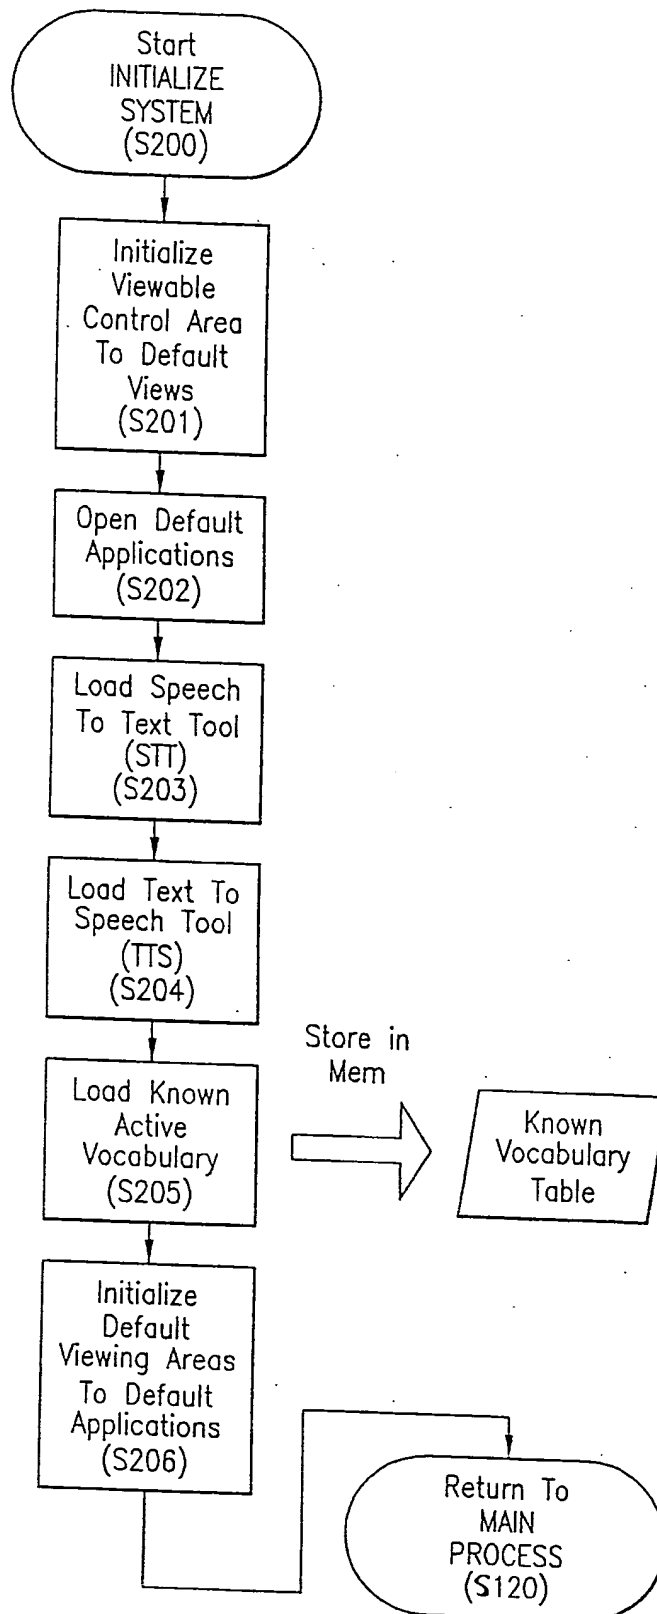 Start
INITIALIZE
SYSTEM
(S200)
Initialize
Viewable
Control Area
To Default
Views
(S201)
Open Default
Applications
(S202)
Load Speech
To Text Tool
(STT)
(S203)
Load Text To
Speech Tool
(TTS)
(S204)
Load Known
Active
Vocabulary
(S205)
Store in
Mem
Known
Vocabulary
Table
Initialize
Default
Viewing Areas
To Default
Applications
(S206)
Return To
MAIN
PROCESS
(S120)